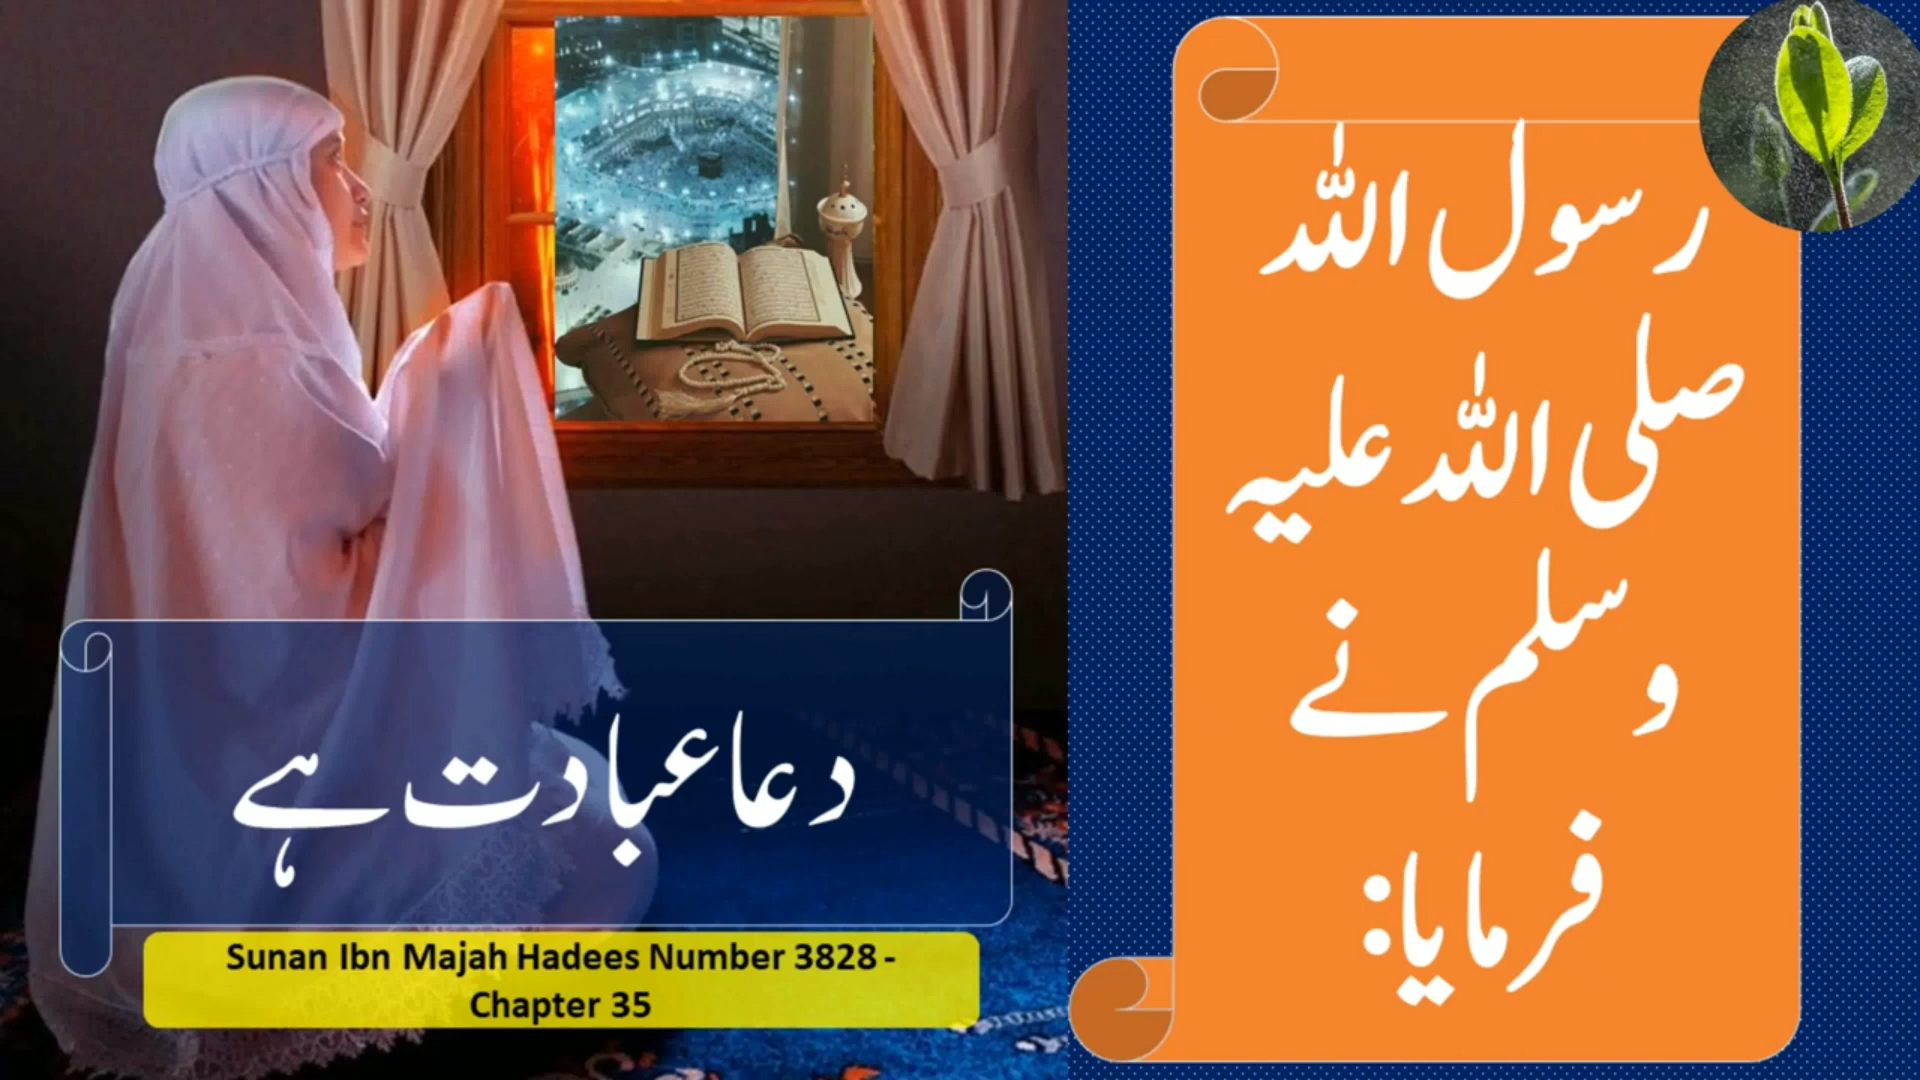 رسول اللہ
صلی اللہ علیہ
وسلم نے
فرمایا:
دعا عبادت ہے
Sunan Ibn Majah Hadees Number 3828 -
Chapter 35